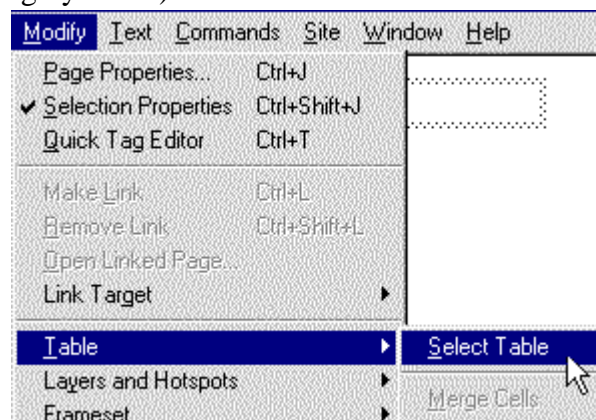 Modify Text Commands Site Window Help
Page Properties... Ctrl+J
✔ Selection Properties Ctrl+Shift+J
Quick Tag Editor Ctrl+T
Make Link Ctrl+L
Remove Link Ctrl+Shift+L
Open Linked Page...
Link Target
Table Select Table
Layers and Hotspots
Merge Cells
Frameset